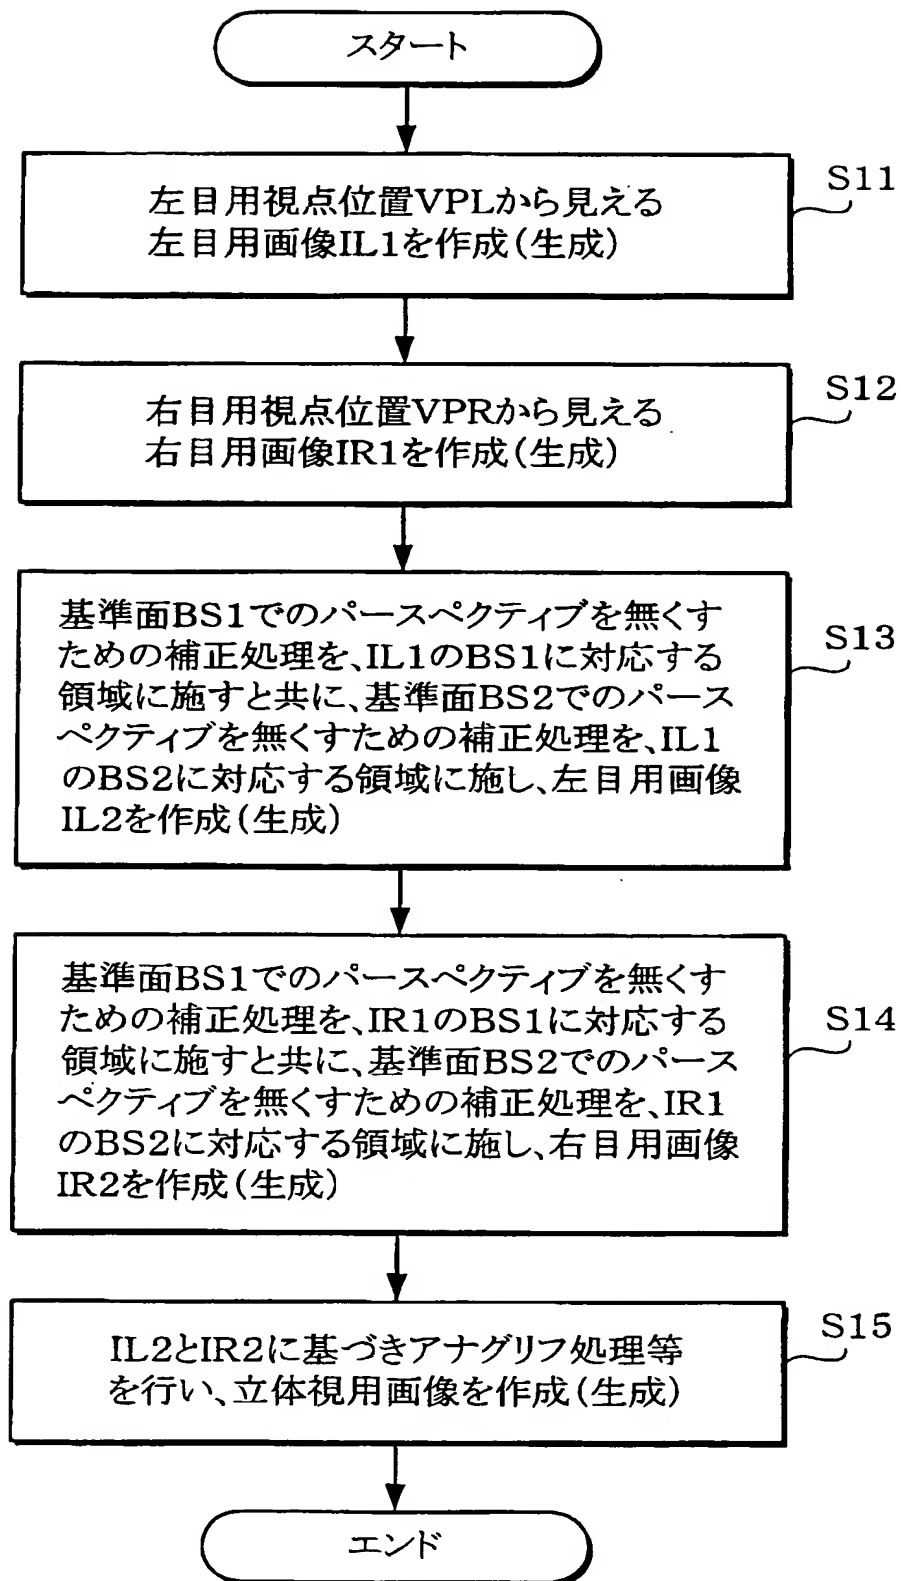 スタート
左目用視点位置VPLから見える
左目用画像IL1を作成(生成)
S11
右目用視点位置VPRから見える
右目用画像IR1を作成(生成)
S12
基準面BS1でのパースペクティブを無くす
ための補正処理を、IL1のBS1に対応する
領域に施すと共に、基準面BS2でのパース
ペクティブを無くすための補正処理を、IL1
のBS2に対応する領域に施し、左目用画像
IL2を作成(生成)
S13
基準面BS1でのパースペクティブを無くす
ための補正処理を、IR1のBS1に対応する
領域に施すと共に、基準面BS2でのパース
ペクティブを無くすための補正処理を、IR1
のBS2に対応する領域に施し、右目用画像
IR2を作成(生成)
S14
IL2とIR2に基づきアナグリフ処理等
を行い、立体視用画像を作成(生成)
S15
エンド